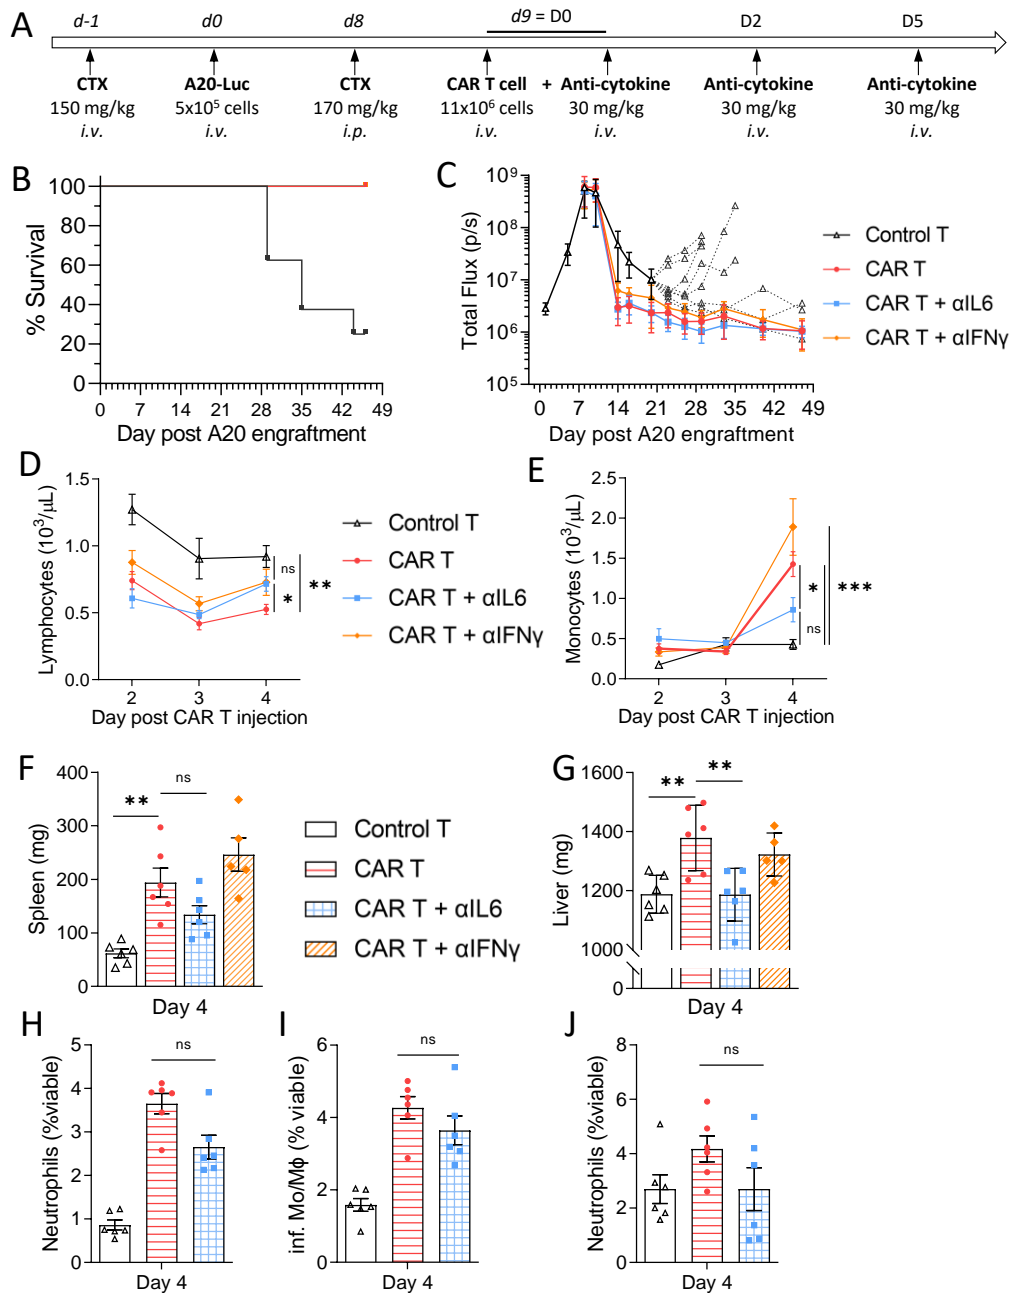 A
d-1 d0 d8 d9 = D0 D2 D5
CTX A20-Luc CTX CAR T cell + Anti-cytokine Anti-cytokine Anti-cytokine
150 mg/kg 5x10⁵ cells 170 mg/kg 11x10⁶ cells 30 mg/kg 30 mg/kg 30 mg/kg
i.v. i.v. i.p. i.v. i.v. i.v. i.v.
B
% Survival
100
80
60
40
20
0
0 7 14 21 28 35 42 49
Day post A20 engraftment
C
Total Flux (p/s)
10⁹
10⁸
10⁷
10⁶
10⁵
0 7 14 21 28 35 42 49
Day post A20 engraftment
Control T
CAR T
CAR T + αIL6
CAR T + αIFNγ
D
Lymphocytes (10³/μL)
1.5
1.0
0.5
0.0
2 3 4
Day post CAR T injection
ns
*
**
Control T
CAR T
CAR T + αIL6
CAR T + αIFNγ
E
Monocytes (10³/μL)
2.5
2.0
1.5
1.0
0.5
0.0
2 3 4
Day post CAR T injection
*
ns
***
F
Spleen (mg)
400
300
200
100
0
** ns
Day 4
Control T
CAR T
CAR T + αIL6
CAR T + αIFNγ
G
Liver (mg)
1600
1400
1200
1000
0
** **
Day 4
H
Neutrophils (%viable)
5
4
3
2
1
0
ns
Day 4
I
inf. Mo/Mϕ (% viable)
6
4
2
0
ns
Day 4
J
Neutrophils (%viable)
8
6
4
2
0
ns
Day 4